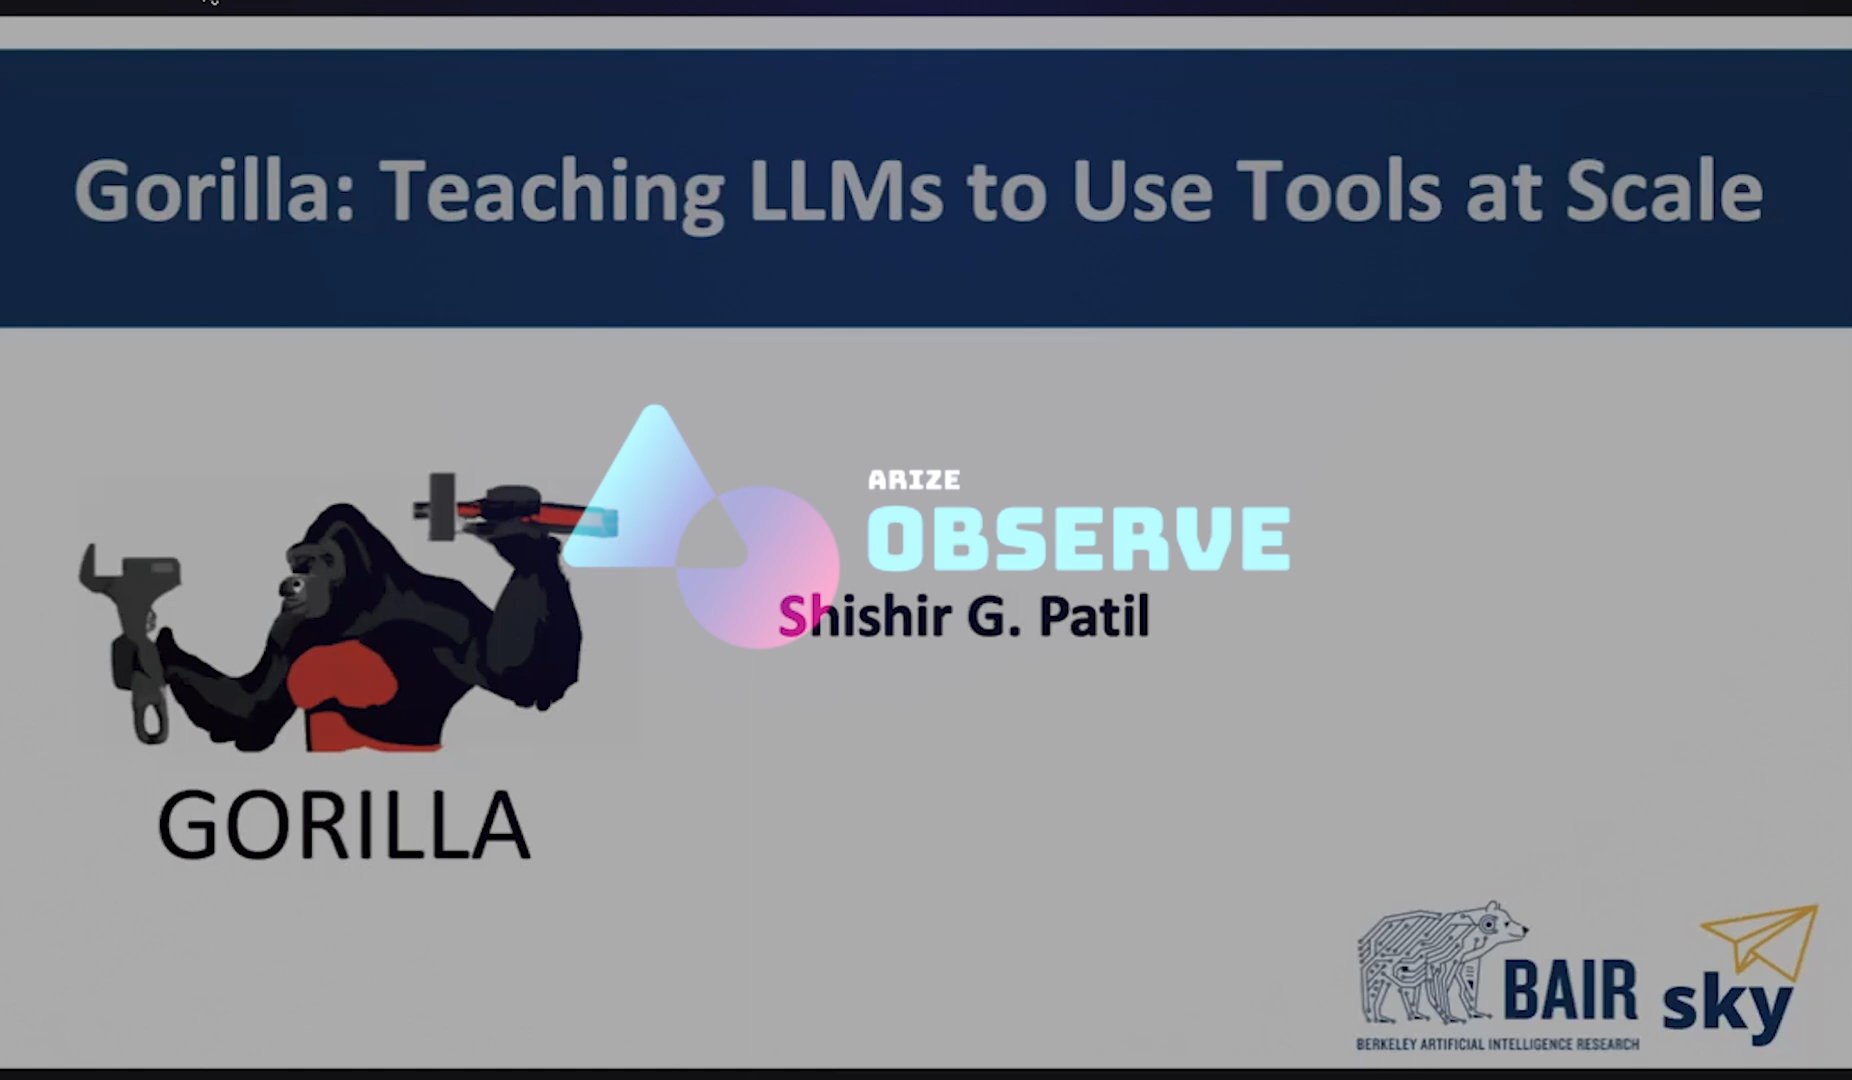 Gorilla: Teaching LLMs to Use Tools at Scale
ARIZE
OBSERVE
Shishir G. Patil
GORILLA
BAIR
BERKELEY ARTIFICIAL INTELLIGENCE RESEARCH
sky